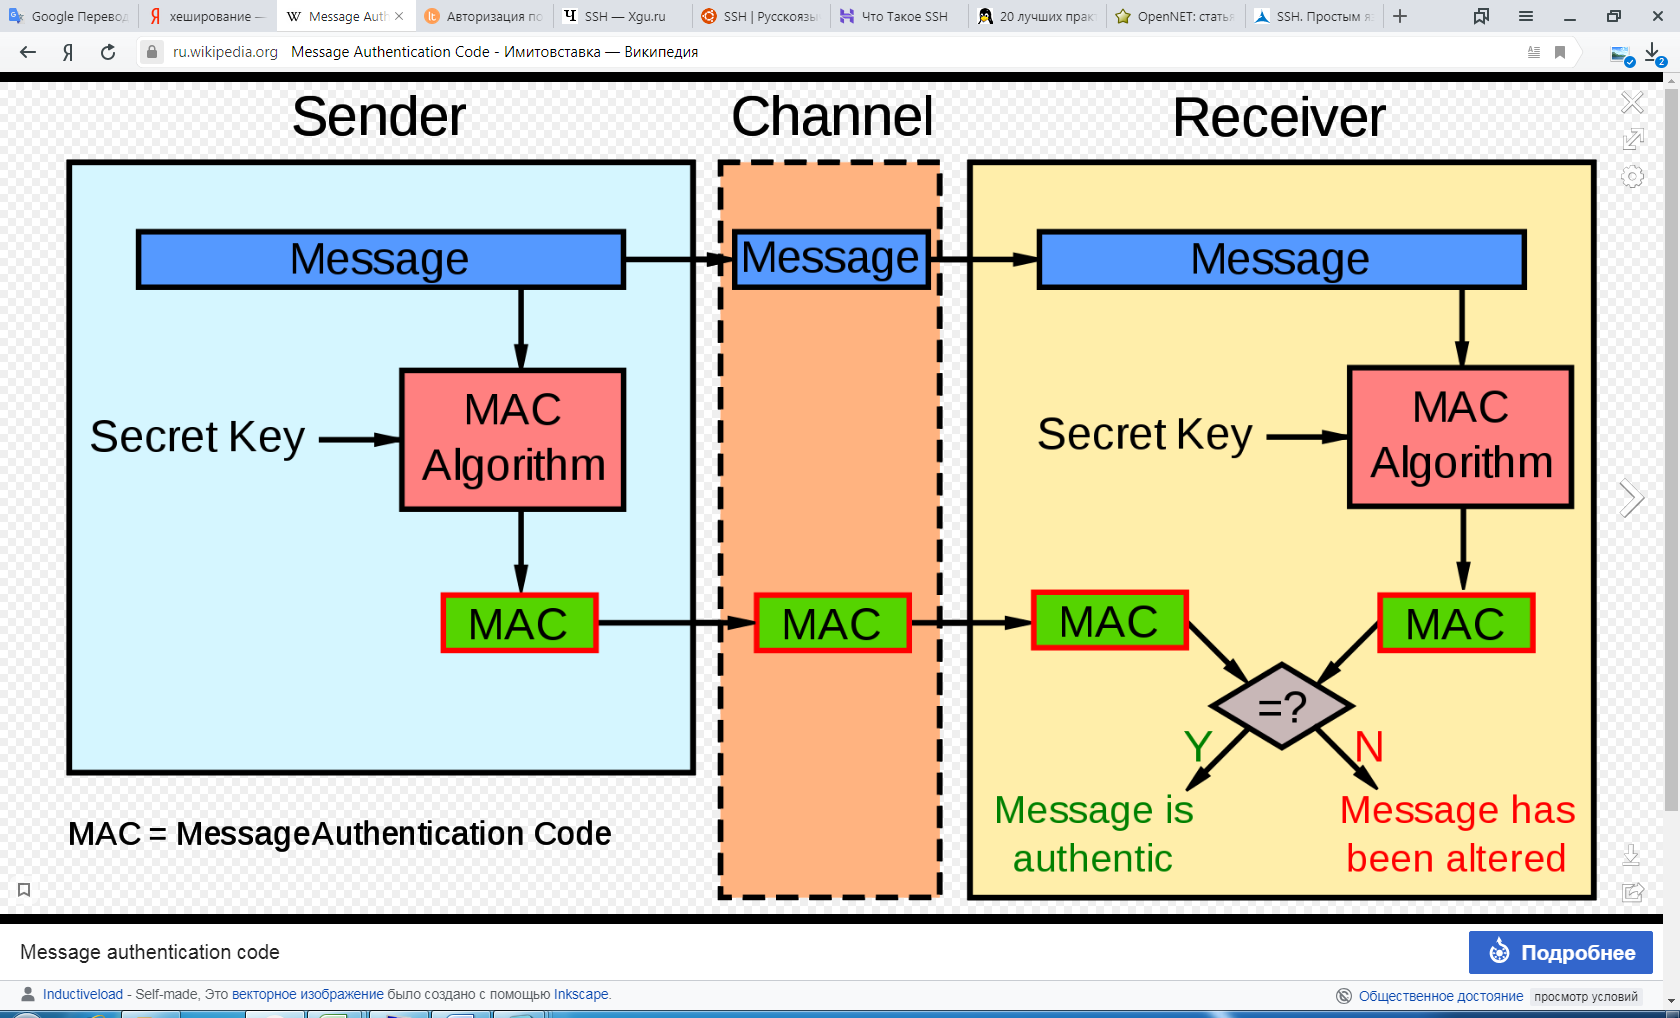 Google Перевод
хеширование —
Message Auth
Авторизация по
SSH — Xgu.ru
SSH | Русскоязы
Что Такое SSH
20 лучших прак
OpenNET: стать
SSH. Простым я
ru.wikipedia.org Message Authentication Code - Имитовставка — Википедия
2
Sender
Channel
Receiver
Message
Message
Message
Secret Key
MAC
Algorithm
Secret Key
MAC
Algorithm
MAC
MAC
MAC
MAC
=?
Y
N
Message is
authentic
Message has
been altered
MAC = MessageAuthentication Code
Message authentication code
Подробнее
Inductiveload - Self-made, Это векторное изображение было создано с помощью Inkscape.
Общественное достояние просмотр условий